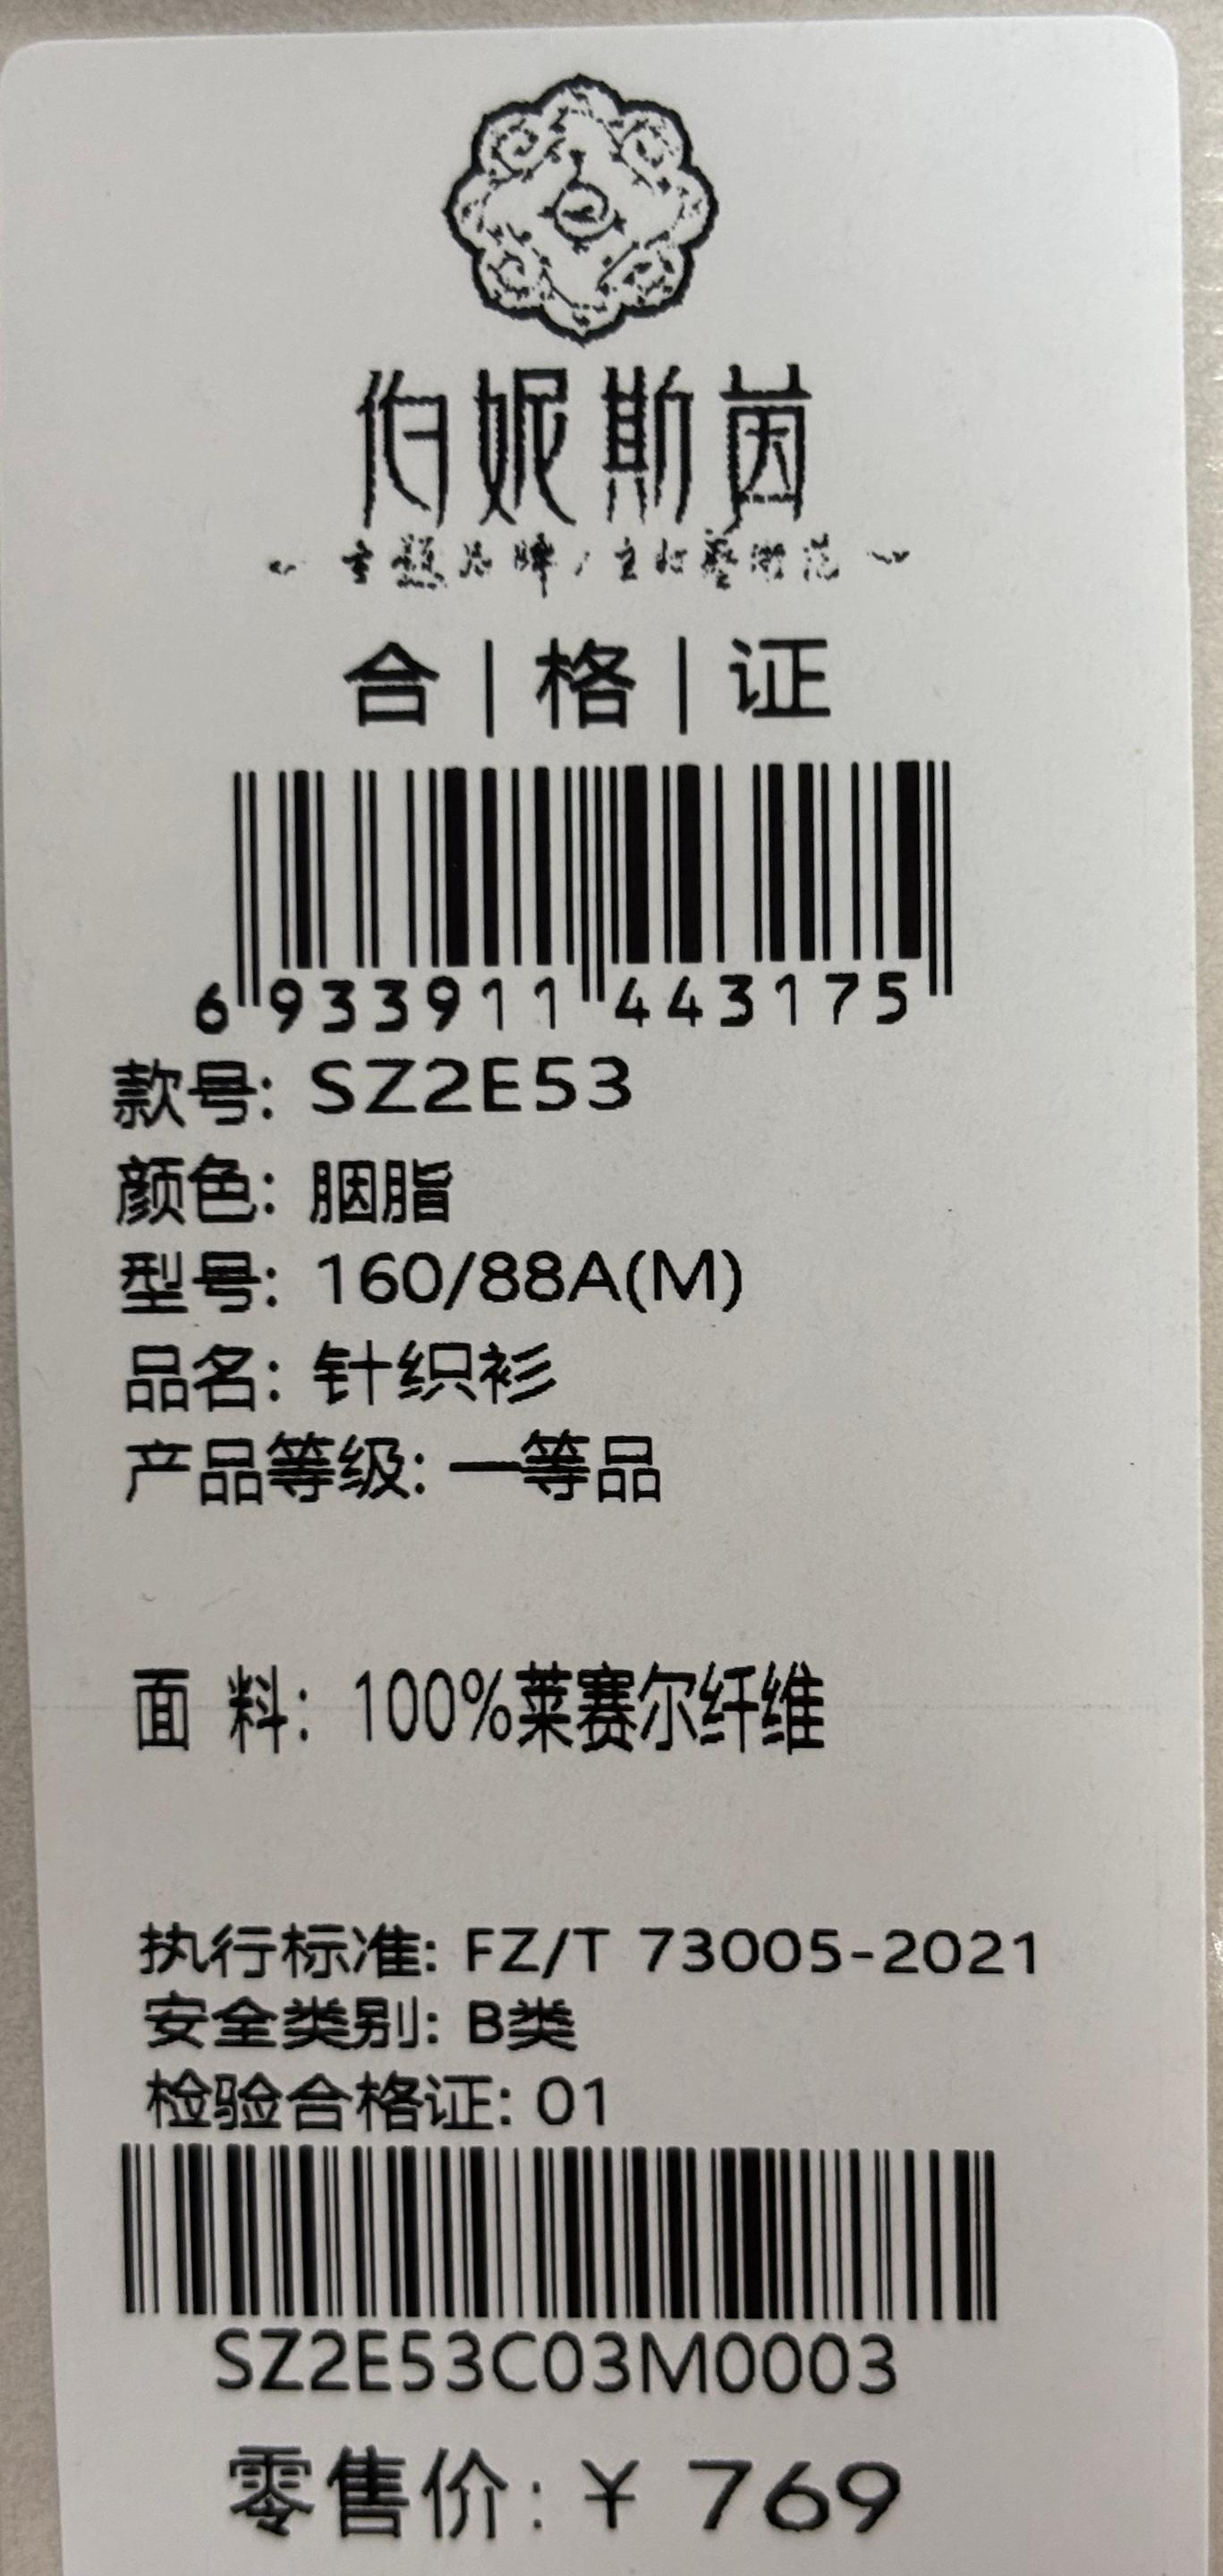 伯妮斯茵
合|格|证
6 933911 443175
款号: SZ2E53
颜色: 胭脂
型号: 160/88A(M)
品名: 针织衫
产品等级: 一等品
面 料: 100%莱赛尔纤维
执行标准: FZ/T 73005-2021
安全类别: B类
检验合格证: 01
SZ2E53C03M0003
零售价: ¥ 769